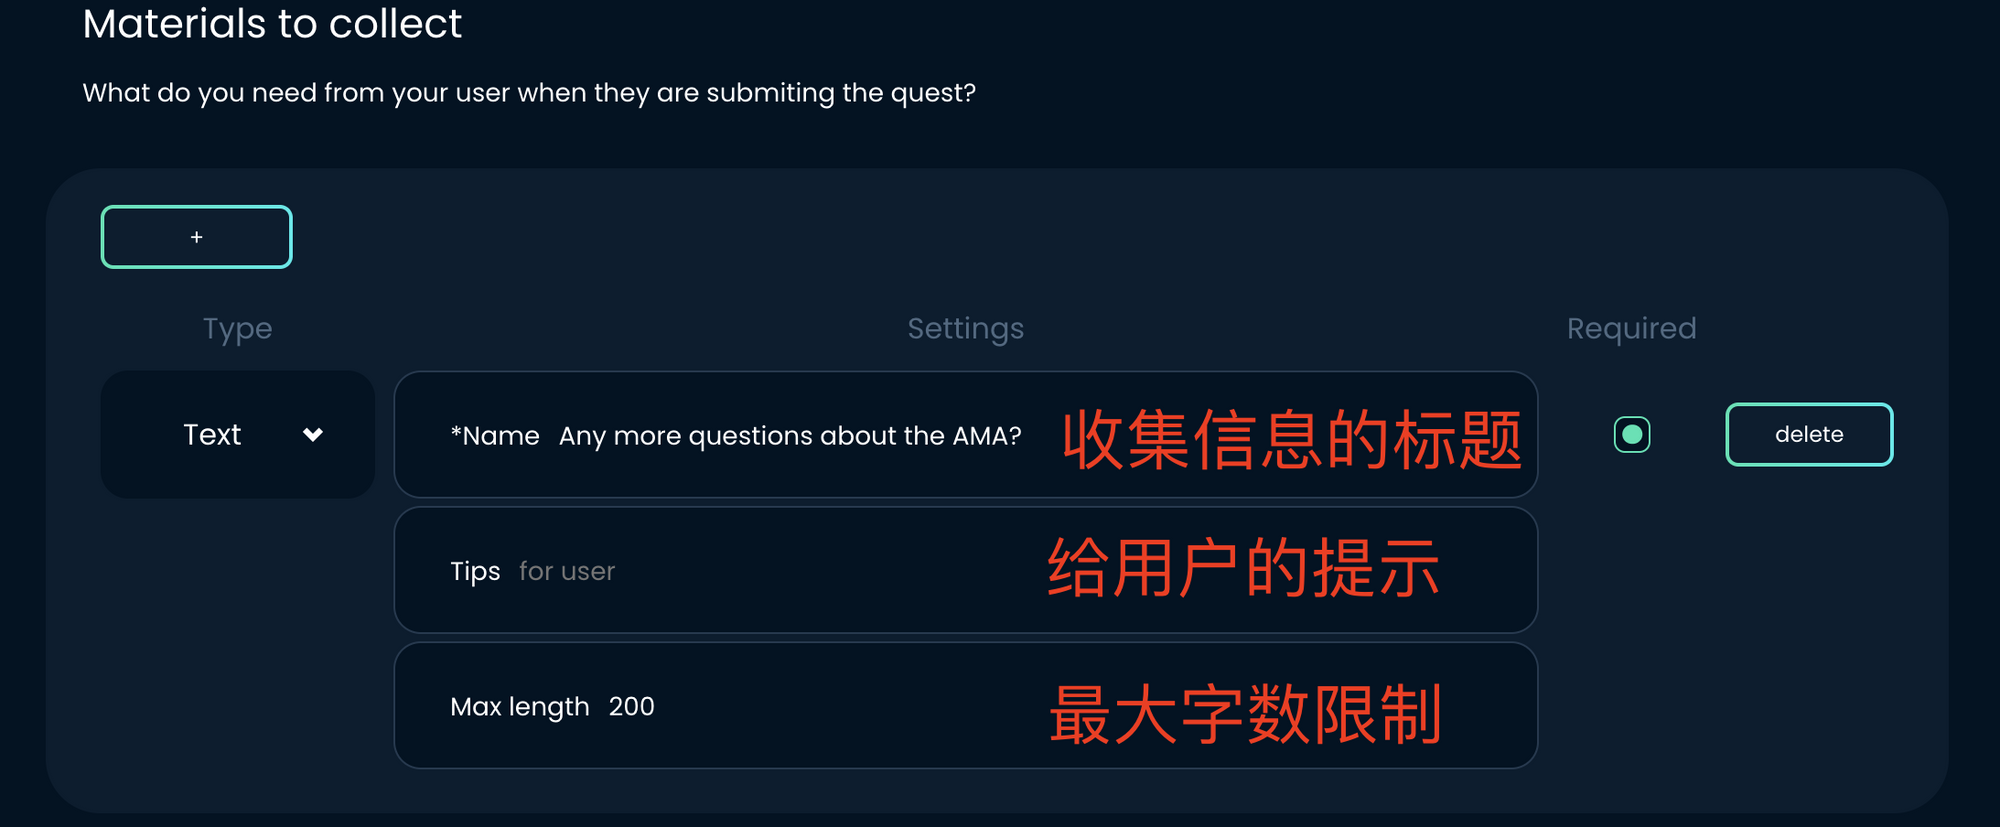 Materials to collect
What do you need from your user when they are submiting the quest?
+
Type Settings Required
Text *Name Any more questions about the AMA? 收集信息的标题 delete
Tips for user 给用户的提示
Max length 200 最大字数限制